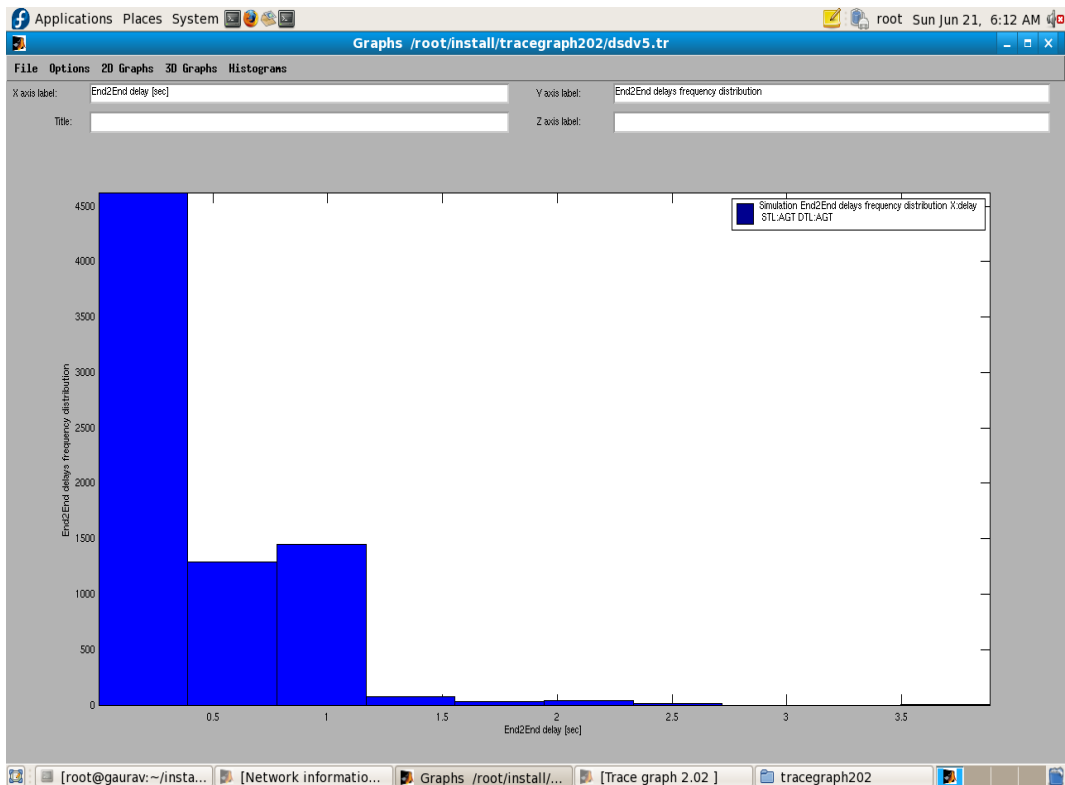 Applications Places System
root Sun Jun 21, 6:12 AM
Graphs /root/install/tracegraph202/dsdv5.tr
File Options 2D Graphs 3D Graphs Histograms
X axis label: End2End delay [sec] Y axis label: End2End delays frequency distribution
Title: Z axis label:
Simulation End2End delays frequency distribution X:delay
STL:AGT DTL:AGT
4500
4000
3500
3000
2500
2000
1500
1000
500
0
End2End delays frequency distribution
0.5 1 1.5 2 2.5 3 3.5
End2End delay [sec]
[root@gaurav:~/insta... [Network informatio... Graphs /root/install/... [Trace graph 2.02 ] tracegraph202